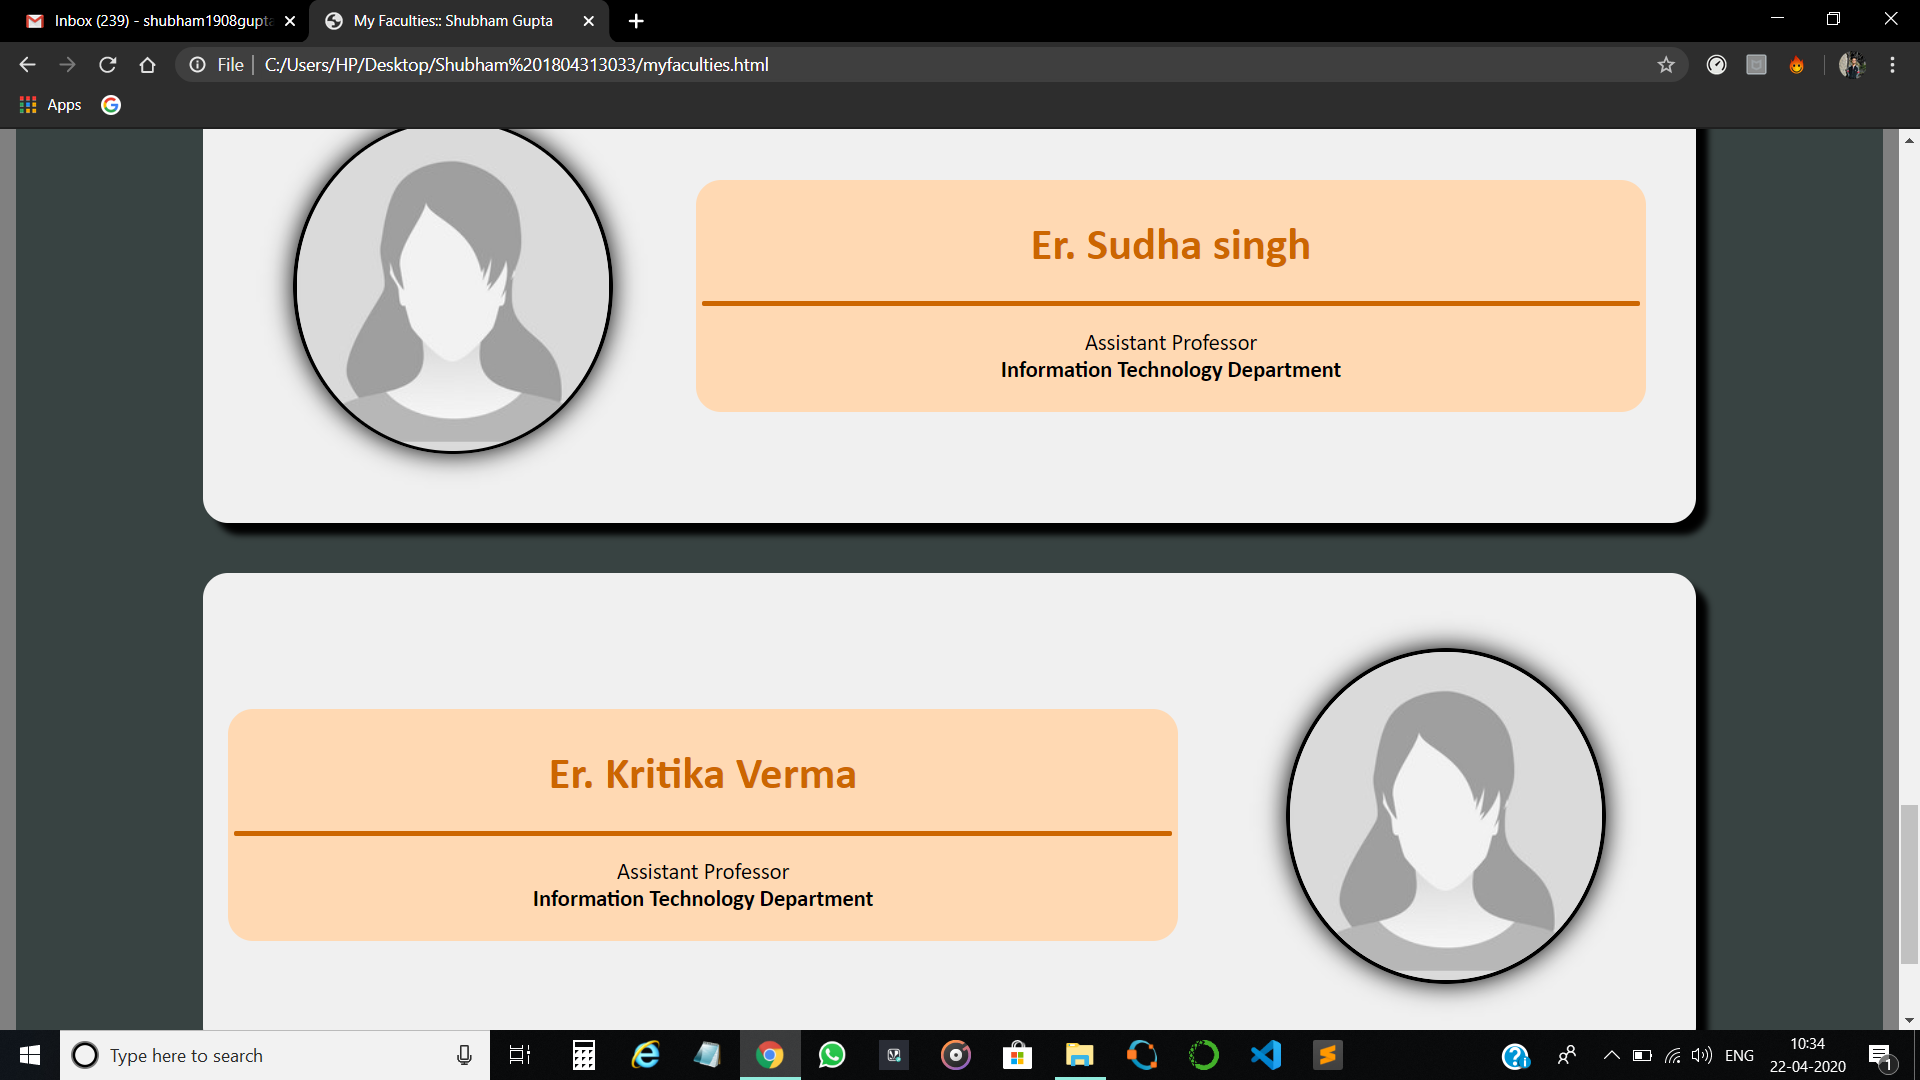 Inbox (239) - shubham1908gupta
My Faculties:: Shubham Gupta
File
C:/Users/HP/Desktop/Shubham%201804313033/myfaculties.html
Apps
Er. Sudha singh
Assistant Professor
Information Technology Department
Er. Kritika Verma
Assistant Professor
Information Technology Department
Type here to search
ENG
10:34
22-04-2020
1